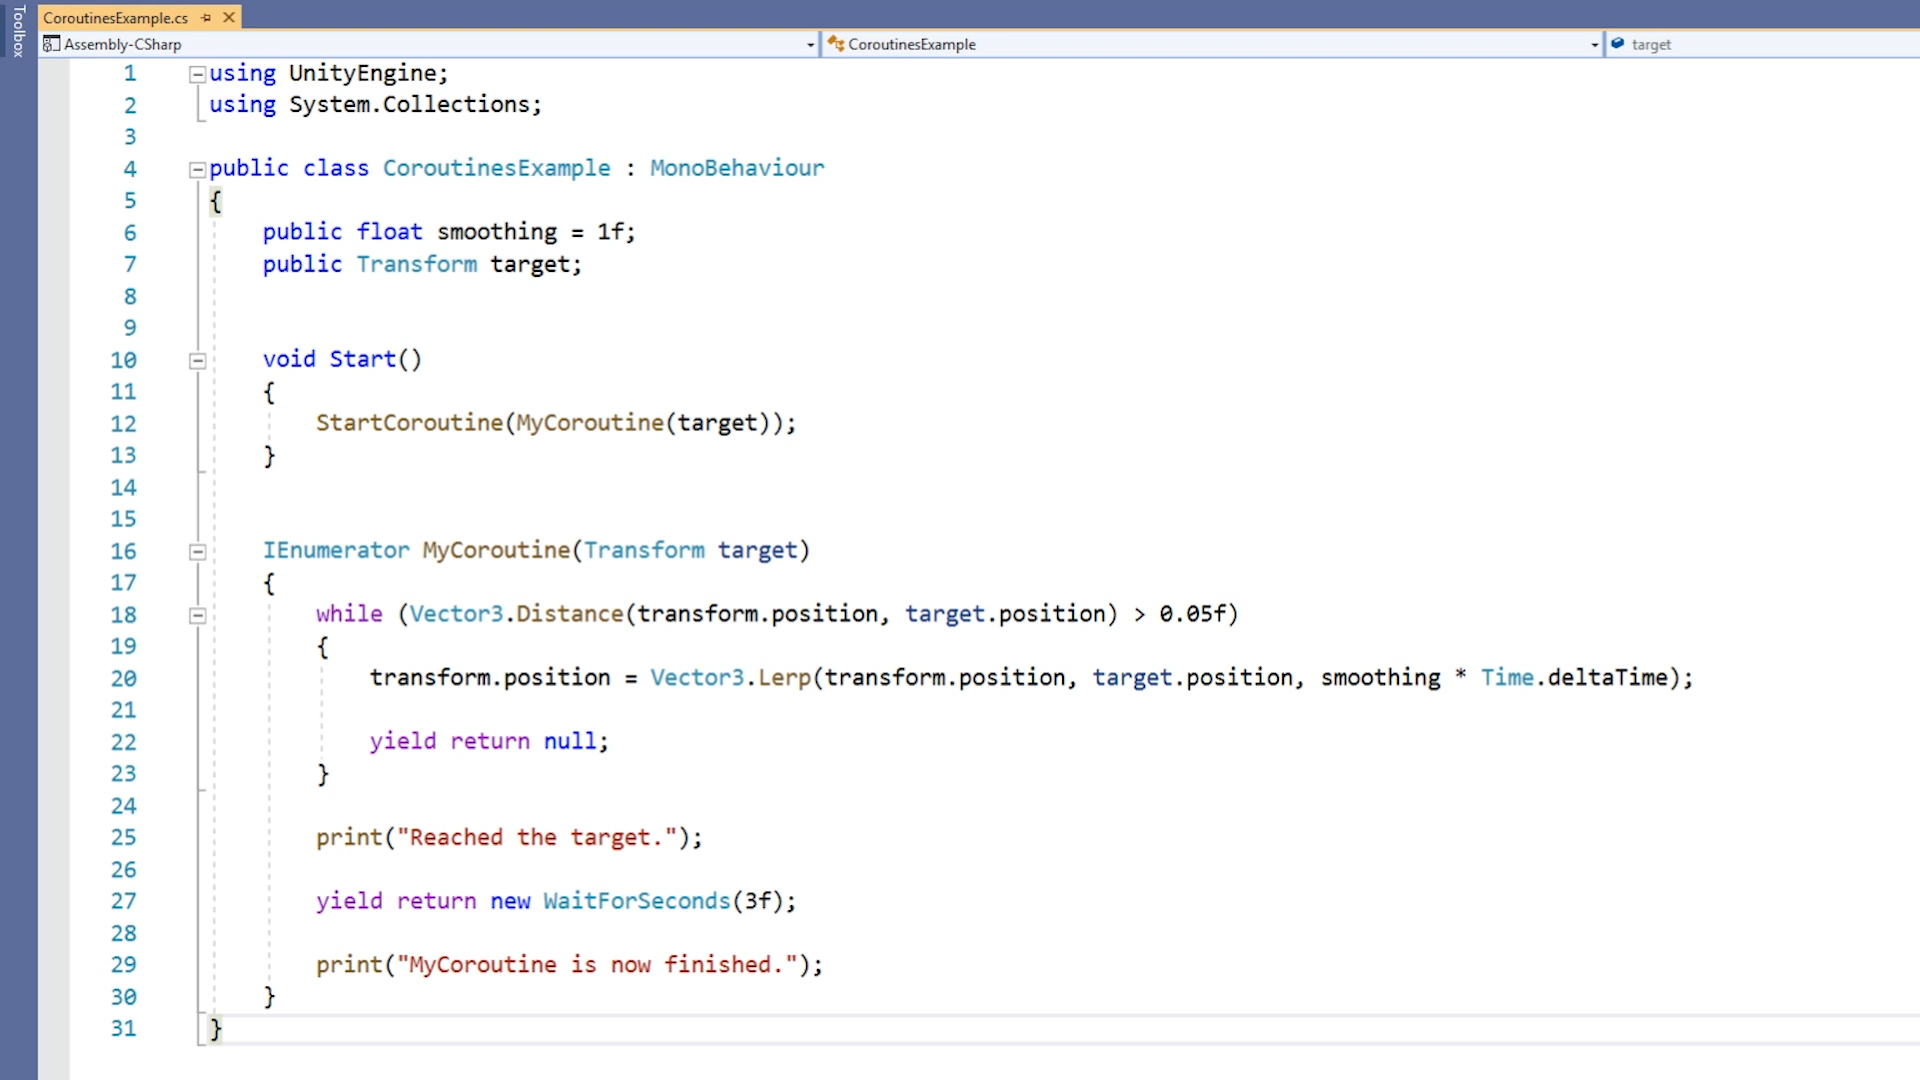 Toolbox
CoroutinesExample.cs
Assembly-CSharp CoroutinesExample target
1 using UnityEngine;
2 using System.Collections;
3
4 public class CoroutinesExample : MonoBehaviour
5 {
6 public float smoothing = 1f;
7 public Transform target;
8
9
10 void Start()
11 {
12 StartCoroutine(MyCoroutine(target));
13 }
14
15
16 IEnumerator MyCoroutine(Transform target)
17 {
18 while (Vector3.Distance(transform.position, target.position) > 0.05f)
19 {
20 transform.position = Vector3.Lerp(transform.position, target.position, smoothing * Time.deltaTime);
21
22 yield return null;
23 }
24
25 print("Reached the target.");
26
27 yield return new WaitForSeconds(3f);
28
29 print("MyCoroutine is now finished.");
30 }
31 }